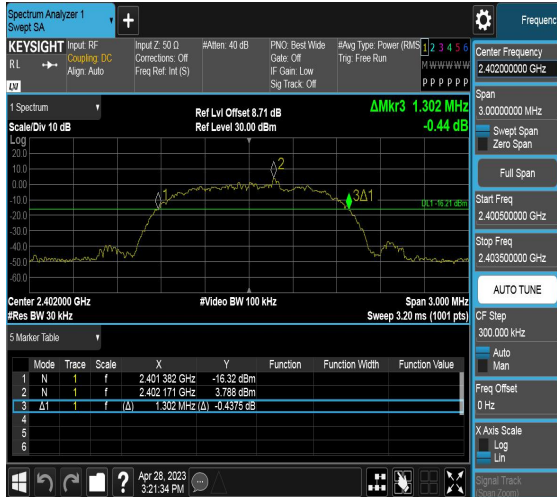 Spectrum Analyzer 1
Swept SA
+
Frequenc
KEYSIGHT Input: RF Input Z: 50 Ω #Atten: 40 dB PNO: Best Wide #Avg Type: Power (RMS 1 2 3 4 5 6
RL Coupling: DC Corrections: Off Gate: Off Trig: Free Run
Align: Auto Freq Ref: Int (S) IF Gain: Low M W W W W W
Sig Track: Off P P P P P P
LXI
Center Frequency
2.402000000 GHz
Span
3.00000000 MHz
Swept Span
Zero Span
Full Span
Start Freq
2.400500000 GHz
Stop Freq
2.403500000 GHz
AUTO TUNE
CF Step
300.000 kHz
Auto
Man
Freq Offset
0 Hz
X Axis Scale
Log
Lin
Signal Track
(Span Zoom)
1 Spectrum
Ref Lvl Offset 8.71 dB ΔMkr3 1.302 MHz
Scale/Div 10 dB Ref Level 30.00 dBm -0.44 dB
Log
20.0
10.0
0.00
-10.0
-20.0
-30.0
-40.0
-50.0
-60.0
1
2
3Δ1
DL1 -16.21 dBm
Center 2.402000 GHz #Video BW 100 kHz Span 3.000 MHz
#Res BW 30 kHz Sweep 3.20 ms (1001 pts)
5 Marker Table
Mode Trace Scale X Y Function Function Width Function Value
1 N 1 f 2.401 382 GHz -16.32 dBm
2 N 1 f 2.402 171 GHz 3.788 dBm
3 Δ1 1 f (Δ) 1.302 MHz (Δ) -0.4375 dB
4
5
6
? Apr 28, 2023
3:21:34 PM